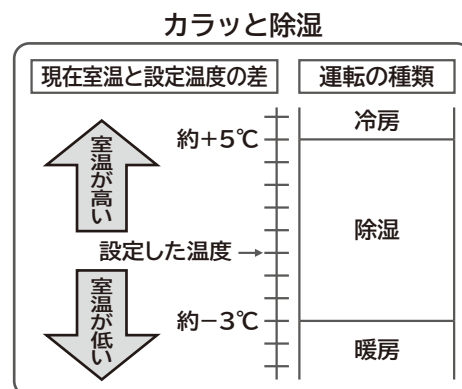 カラッと除湿
現在室温と設定温度の差
運転の種類
室温が高い
約+5℃
設定した温度→
約−3℃
室温が低い
冷房
除湿
暖房